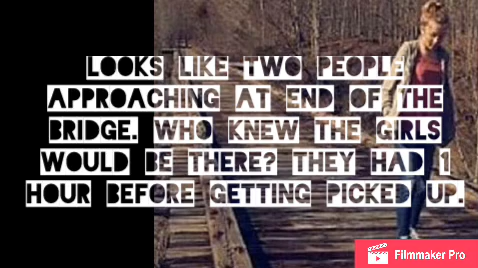 LOOKS LIKE TWO PEOPLE
APPROACHING AT END OF THE
BRIDGE. WHO KNEW THE GIRLS
WOULD BE THERE? THEY HAD 1
HOUR BEFORE GETTING PICKED UP.
Filmmaker Pro